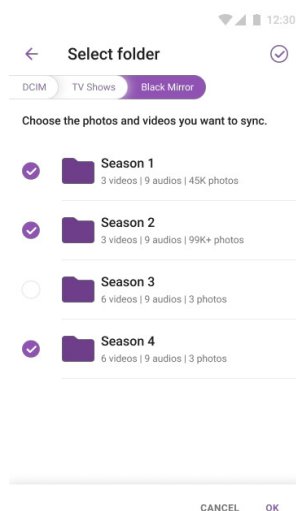 12:30
Select folder
DCIM TV Shows Black Mirror
Choose the photos and videos you want to sync.
Season 1
3 videos | 9 audios | 45K photos
Season 2
3 videos | 9 audios | 99K+ photos
Season 3
6 videos | 9 audios | 3 photos
Season 4
6 videos | 9 audios | 3 photos
CANCEL OK